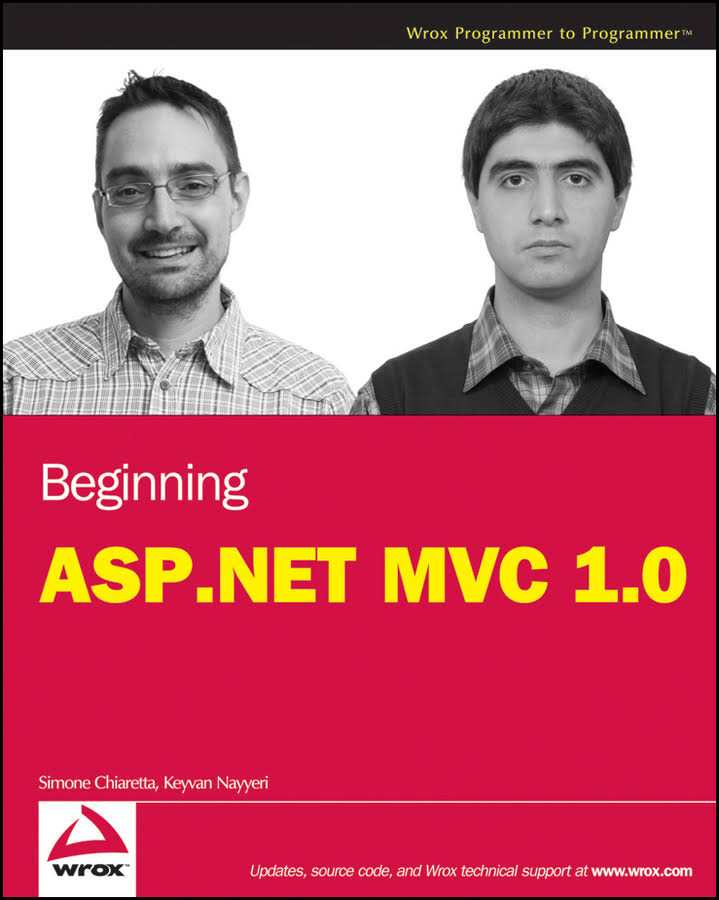 Wrox Programmer to Programmer™
Beginning
ASP.NET MVC 1.0
Simone Chiaretta, Keyvan Nayyeri
wrox™
Updates, source code, and Wrox technical support at www.wrox.com